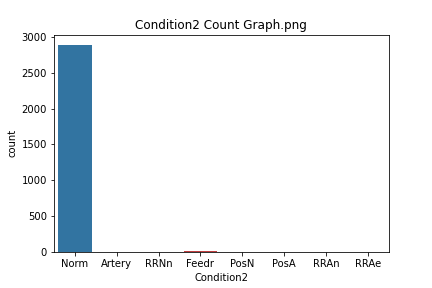 Condition2 Count Graph.png
3000
2500
2000
1500
1000
500
0
count
Norm Artery RRNn Feedr PosN PosA RRAn RRAe
Condition2